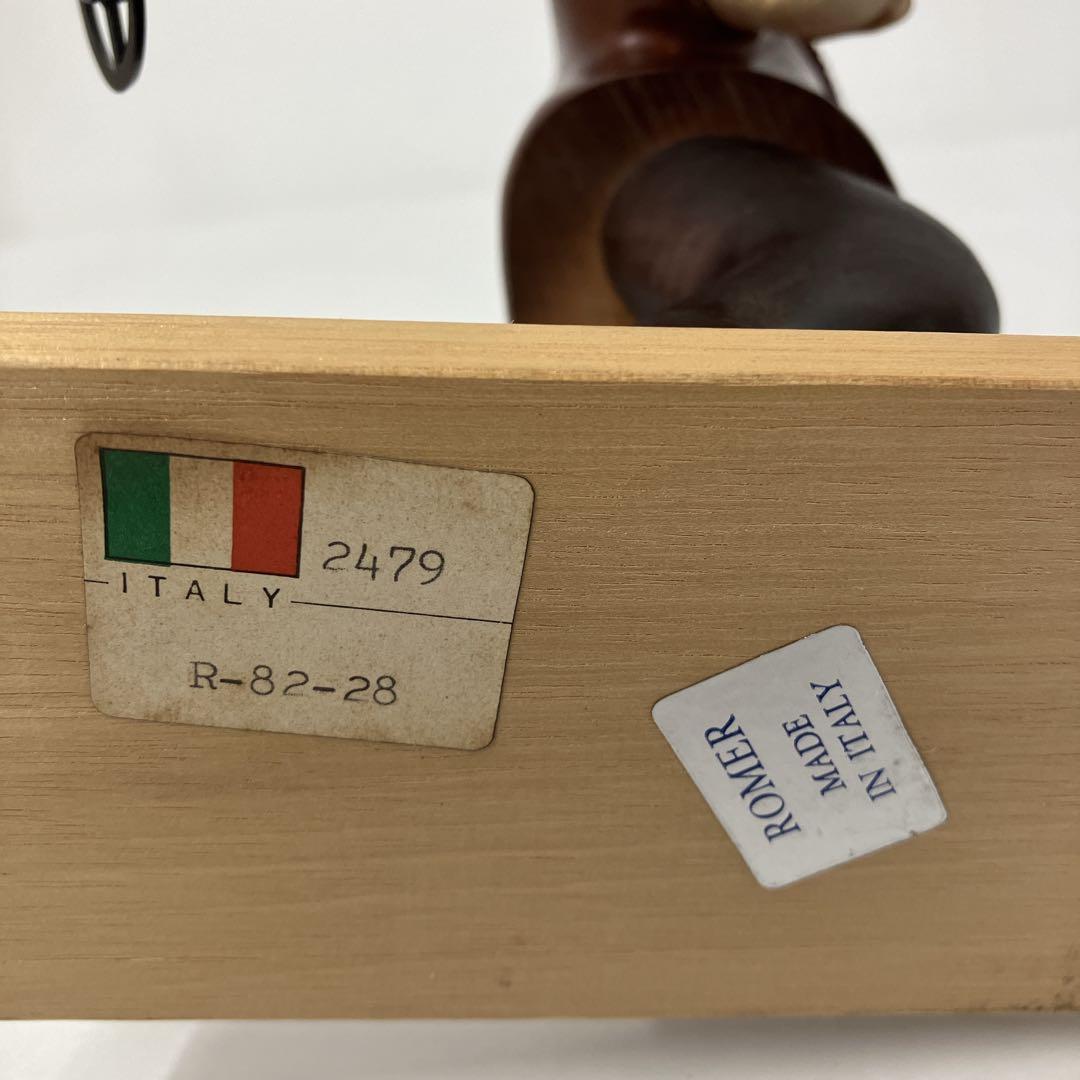 2479
ITALY
R-82-28
ROMER
MADE
IN ITALY